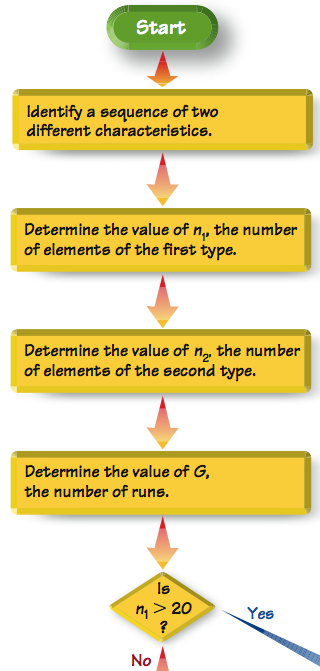 Start
Identify a sequence of two
different characteristics.
Determine the value of n₁, the number
of elements of the first type.
Determine the value of n₂, the number
of elements of the second type.
Determine the value of G,
the number of runs.
Is
n₁ > 20
?
Yes
No